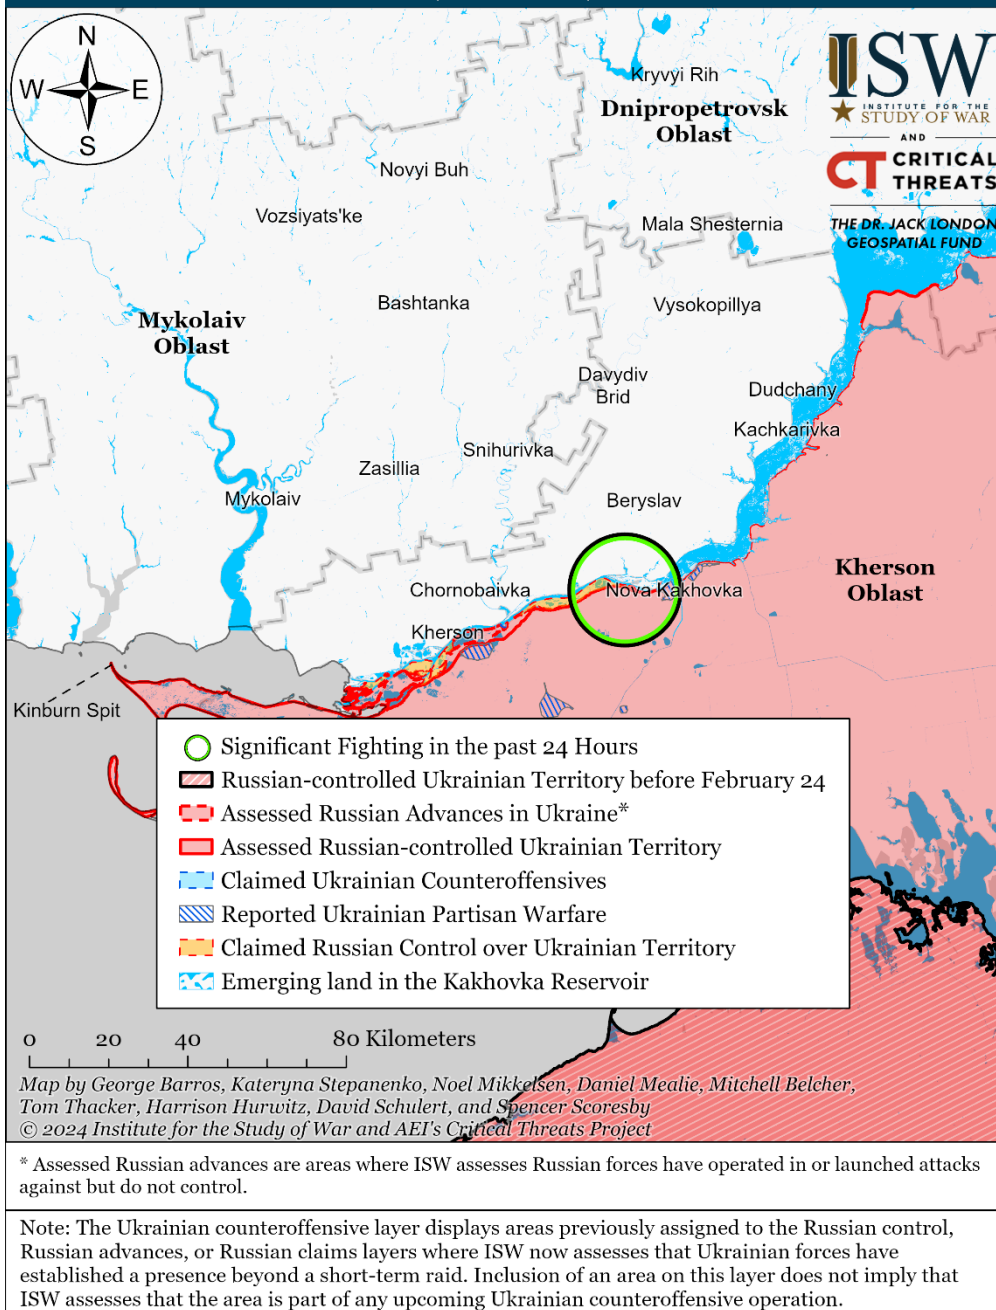 N
W
E
S
ISW
INSTITUTE FOR THE
STUDY OF WAR
AND
CT CRITICAL
THREATS
THE DR. JACK LONDON
GEOSPATIAL FUND
Kryvyi Rih
Dnipropetrovsk
Oblast
Novyi Buh
Vozsiyats'ke
Mala Shesternia
Bashtanka
Vysokopillya
Mykolaiv
Oblast
Davydiv
Brid
Dudchany
Kachkarivka
Snihurivka
Zasillia
Mykolaiv
Beryslav
Kherson
Oblast
Chornobaivka
Nova Kakhovka
Kherson
Kinburn Spit
Significant Fighting in the past 24 Hours
Russian-controlled Ukrainian Territory before February 24
Assessed Russian Advances in Ukraine*
Assessed Russian-controlled Ukrainian Territory
Claimed Ukrainian Counteroffensives
Reported Ukrainian Partisan Warfare
Claimed Russian Control over Ukrainian Territory
Emerging land in the Kakhovka Reservoir
0 20 40 80 Kilometers
Map by George Barros, Kateryna Stepanenko, Noel Mikkelsen, Daniel Mealie, Mitchell Belcher,
Tom Thacker, Harrison Hurwitz, David Schulert, and Spencer Scoresby
© 2024 Institute for the Study of War and AEI's Critical Threats Project
* Assessed Russian advances are areas where ISW assesses Russian forces have operated in or launched attacks
against but do not control.
Note: The Ukrainian counteroffensive layer displays areas previously assigned to the Russian control,
Russian advances, or Russian claims layers where ISW now assesses that Ukrainian forces have
established a presence beyond a short-term raid. Inclusion of an area on this layer does not imply that
ISW assesses that the area is part of any upcoming Ukrainian counteroffensive operation.